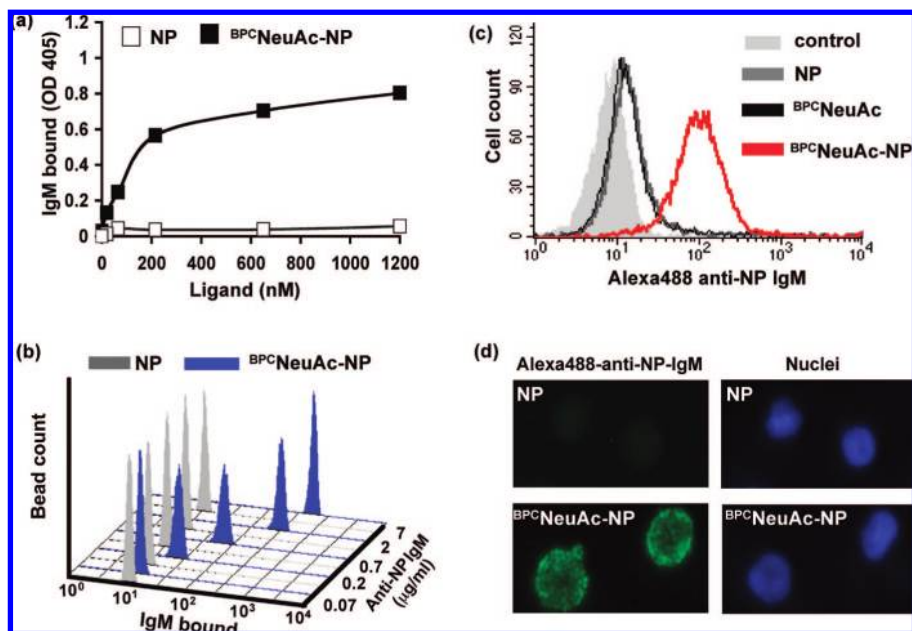 (a)
NP BPCNeuAc-NP
IgM bound (OD 405)
1.2
1
0.8
0.6
0.4
0.2
0
0 200 400 600 800 1000 1200
Ligand (nM)
(c)
control
NP
BPCNeuAc
BPCNeuAc-NP
Cell count
120
90
60
30
0
10^0 10^1 10^2 10^3 10^4
Alexa488 anti-NP IgM
(b)
NP BPCNeuAc-NP
Bead count
10^0 10^1 10^2 10^3 10^4
IgM bound
0.07 0.2 0.7 2 7
Anti-NP IgM
(µg/ml)
(d)
Alexa488-anti-NP-IgM Nuclei
NP NP
BPCNeuAc-NP BPCNeuAc-NP